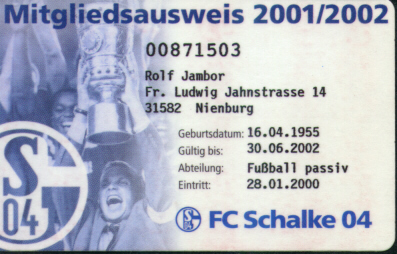 Mitgliedsausweis 2001/2002
00871503
Rolf Jambor
Fr. Ludwig Jahnstrasse 14
31582 Nienburg
Geburtsdatum: 16.04.1955
Gültig bis: 30.06.2002
Abteilung: Fußball passiv
Eintritt: 28.01.2000
S 04 FC Schalke 04
S
04